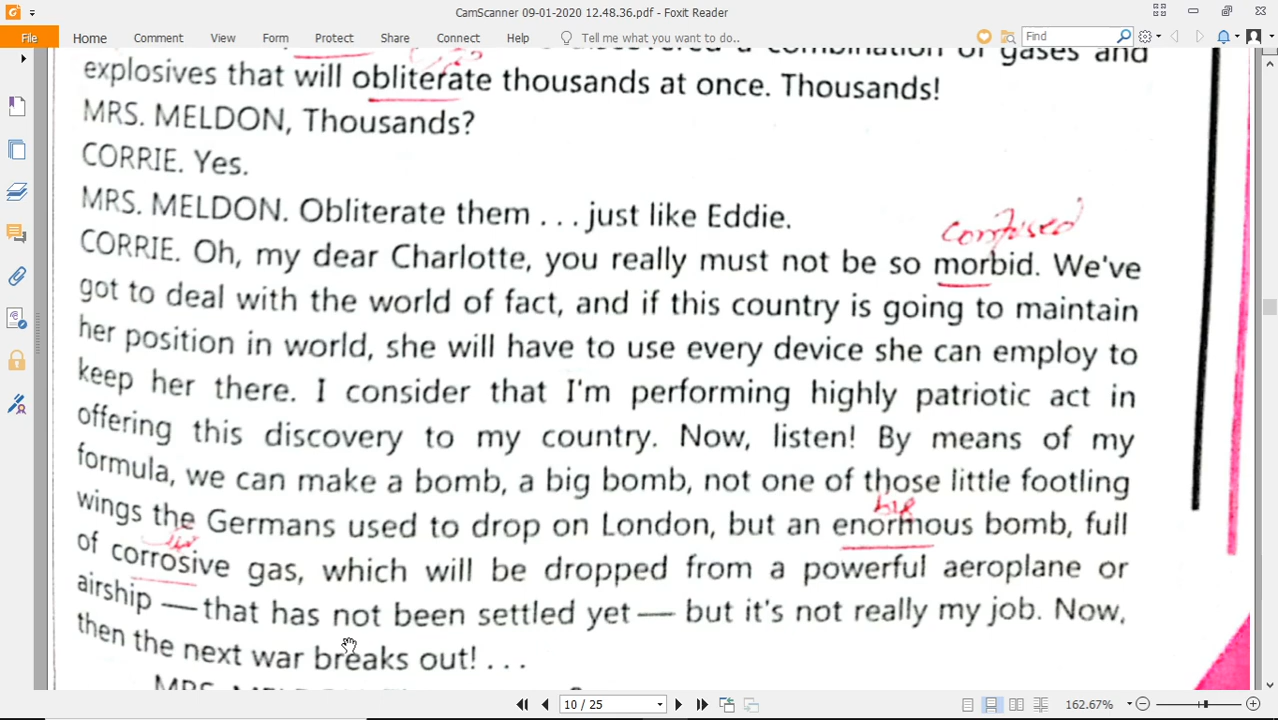 CamScanner 09-01-2020 12.48.36.pdf - Foxit Reader
File Home Comment View Form Protect Share Connect Help Tell me what you want to do.. Find
a combination of gases and
explosives that will obliterate thousands at once. Thousands!
MRS. MELDON, Thousands?
CORRIE. Yes.
MRS. MELDON. Obliterate them . . . just like Eddie.
confused
CORRIE. Oh, my dear Charlotte, you really must not be so morbid. We've
got to deal with the world of fact, and if this country is going to maintain
her position in world, she will have to use every device she can employ to
keep her there. I consider that I'm performing highly patriotic act in
offering this discovery to my country. Now, listen! By means of my
formula, we can make a bomb, a big bomb, not one of those little footling
big
wings the Germans used to drop on London, but an enormous bomb, full
of corrosive gas, which will be dropped from a powerful aeroplane or
airship — that has not been settled yet — but it's not really my job. Now,
then the next war breaks out! . . .
10 / 25
162.67%